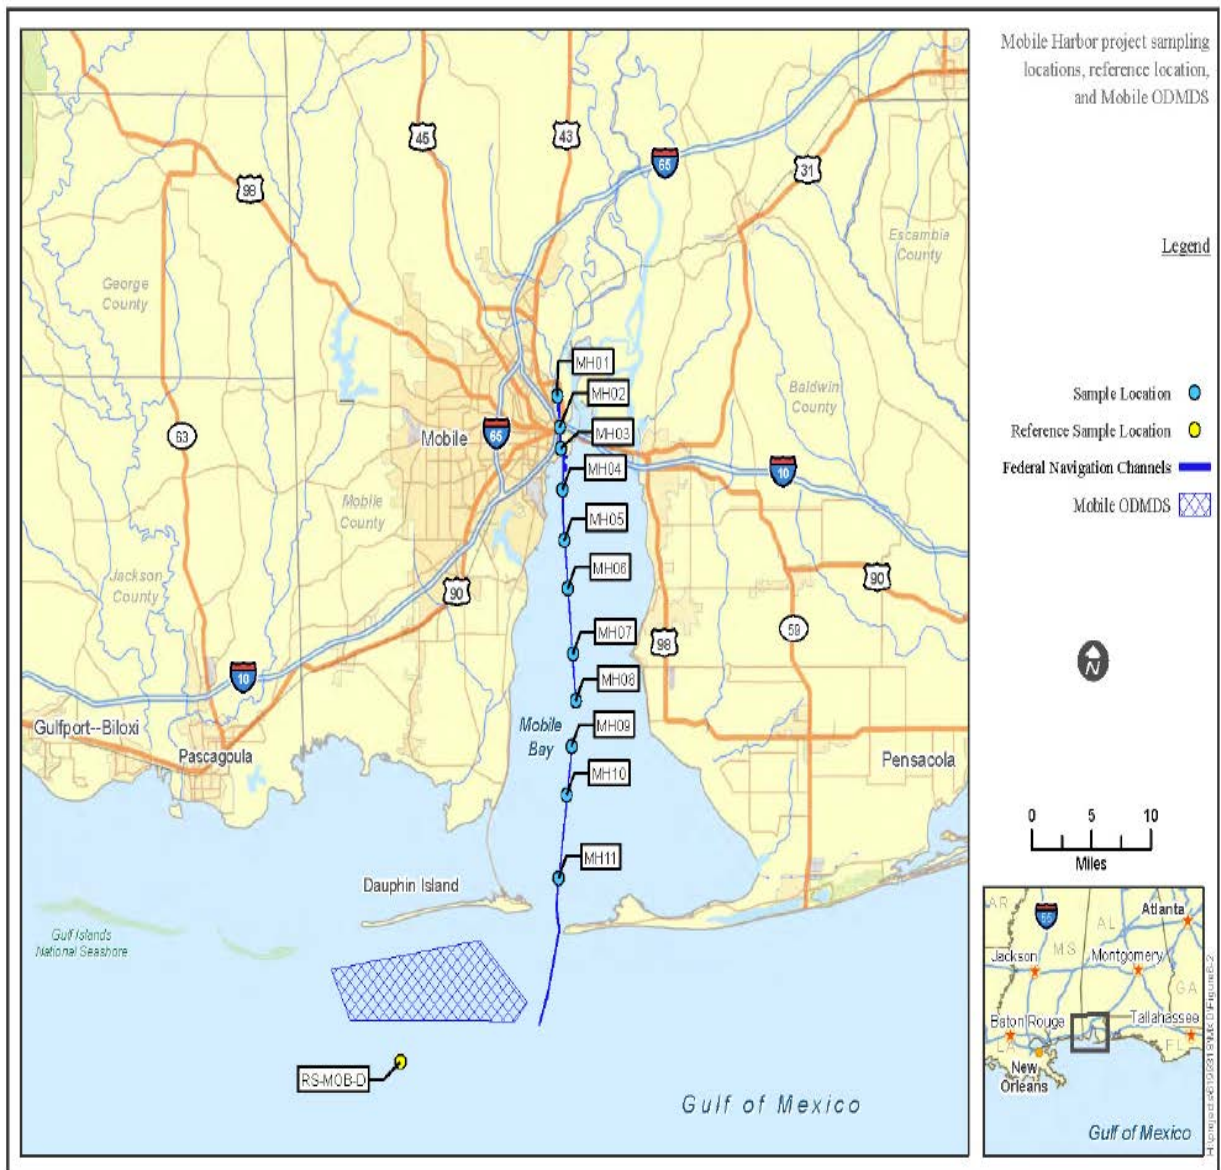 Mobile Harbor project sampling
locations, reference location,
and Mobile ODMDS
Legend
Sample Location
Reference Sample Location
Federal Navigation Channels
Mobile ODMDS
N
0 5 10
Miles
45
43
65
31
98
Escambia
County
George
County
MH01
MH02
Baldwin
County
63
Mobile
65
MH03
10
MH04
Mobile
County
MH05
Jackson
County
90
MH06
90
59
98
MH07
10
MH08
Gulfport--Biloxi
Mobile
Bay
MH09
Pascagoula
Pensacola
MH10
MH11
Dauphin Island
Gulf Islands
National Seashore
RS-MOB-D
Gulf of Mexico
AR
55
Atlanta
AL
MS
Jackson
Montgomery
GA
Baton Rouge
Tallahassee
LA
FL
New
Orleans
Gulf of Mexico